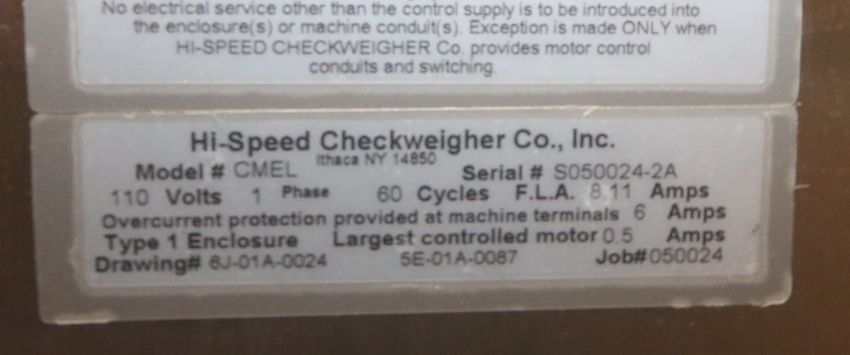 No electrical service other than the control supply is to be introduced into
the enclosure(s) or machine conduit(s). Exception is made ONLY when
HI-SPEED CHECKWEIGHER Co. provides motor control
conduits and switching.
Hi-Speed Checkweigher Co., Inc.
Ithaca NY 14850
Model # CMEL Serial # S050024-2A
110 Volts 1 Phase 60 Cycles F.L.A. 8.11 Amps
Overcurrent protection provided at machine terminals 6 Amps
Type 1 Enclosure Largest controlled motor 0.5 Amps
Drawing# 6J-01A-0024 5E-01A-0087 Job#050024